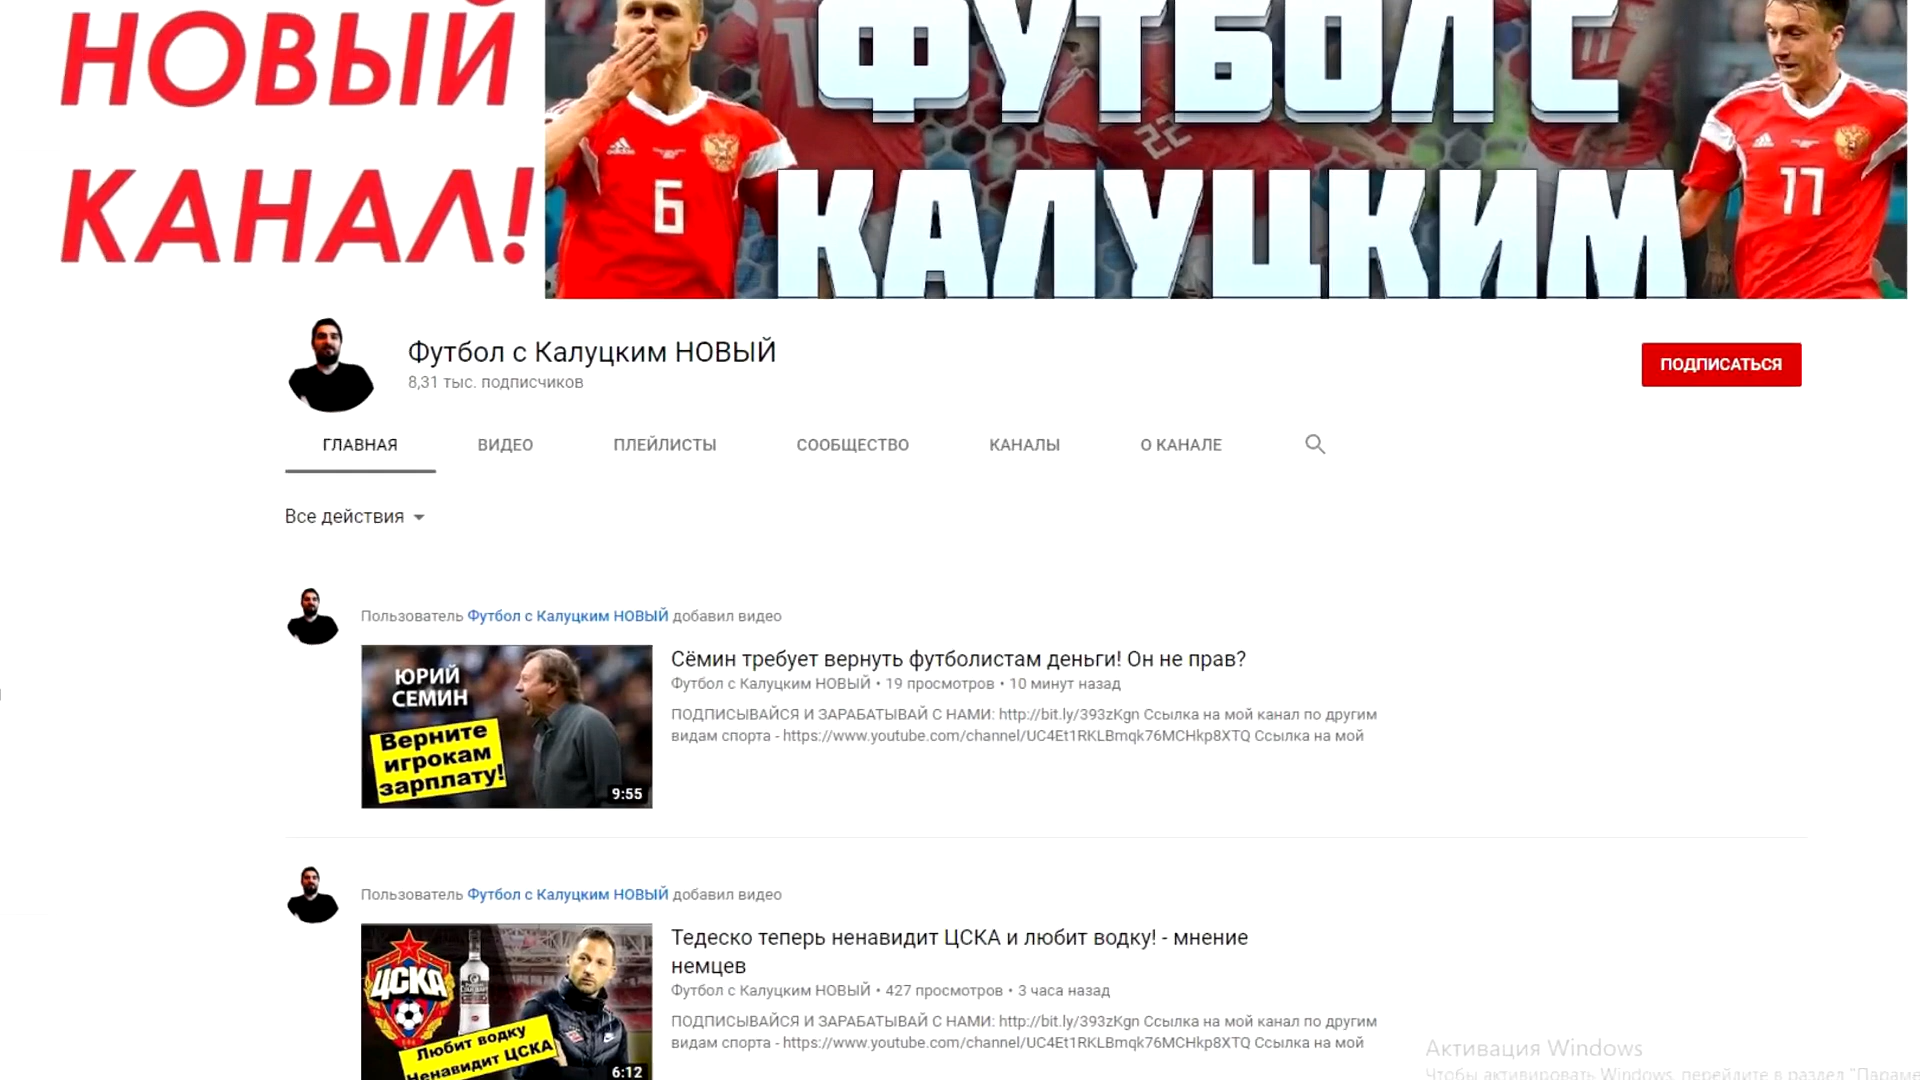 НОВЫЙ
КАНАЛ!
ФУТБОЛ С
КАЛУЦКИМ
adidas
6
22
11
17
Футбол с Калуцким НОВЫЙ
8,31 тыс. подписчиков
ПОДПИСАТЬСЯ
ГЛАВНАЯ ВИДЕО ПЛЕЙЛИСТЫ СООБЩЕСТВО КАНАЛЫ О КАНАЛЕ
Все действия
Пользователь Футбол с Калуцким НОВЫЙ добавил видео
ЮРИЙ
СЕМИН
Верните
игрокам
зарплату!
9:55
Сёмин требует вернуть футболистам деньги! Он не прав?
Футбол с Калуцким НОВЫЙ • 19 просмотров • 10 минут назад
ПОДПИСЫВАЙСЯ И ЗАРАБАТЫВАЙ С НАМИ: http://bit.ly/393zKgn Ссылка на мой канал по другим
видам спорта - https://www.youtube.com/channel/UC4Et1RKLBmqk76MCHkp8XTQ Ссылка на мой
Пользователь Футбол с Калуцким НОВЫЙ добавил видео
ЦСКА
Любит водку
Ненавидит ЦСКА
6:12
Тедеско теперь ненавидит ЦСКА и любит водку! - мнение
немцев
Футбол с Калуцким НОВЫЙ • 427 просмотров • 3 часа назад
ПОДПИСЫВАЙСЯ И ЗАРАБАТЫВАЙ С НАМИ: http://bit.ly/393zKgn Ссылка на мой канал по другим
видам спорта - https://www.youtube.com/channel/UC4Et1RKLBmqk76MCHkp8XTQ Ссылка на мой
Активация Windows
Чтобы активировать Windows, перейдите в раздел "Параме